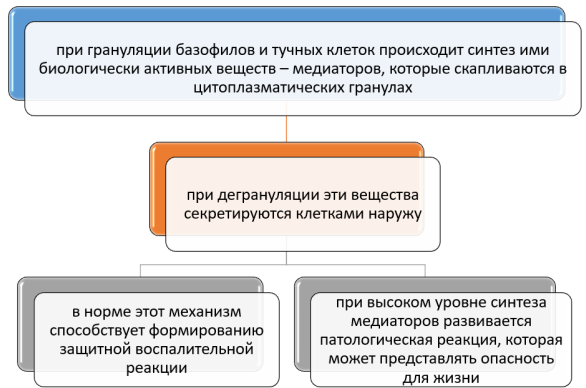 при грануляции базофилов и тучных клеток происходит синтез ими
биологически активных веществ – медиаторов, которые скапливаются в
цитоплазматических гранулах
при дегрануляции эти вещества
секретируются клетками наружу
в норме этот механизм
способствует формированию
защитной воспалительной
реакции
при высоком уровне синтеза
медиаторов развивается
патологическая реакция, которая
может представлять опасность
для жизни